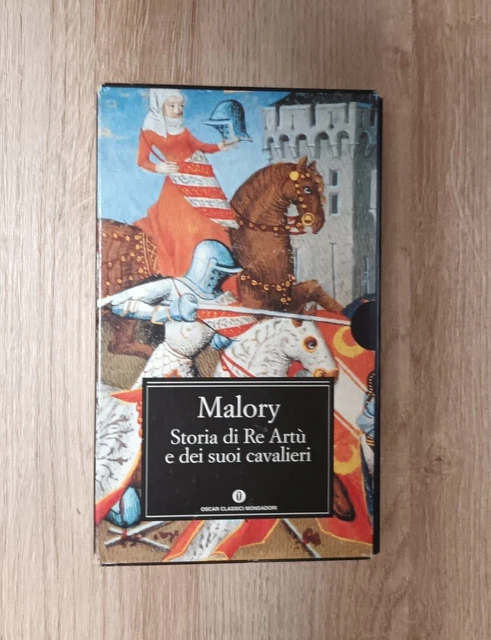 Malory
Storia di Re Artù
e dei suoi cavalieri
OSCAR CLASSICI MONDADORI